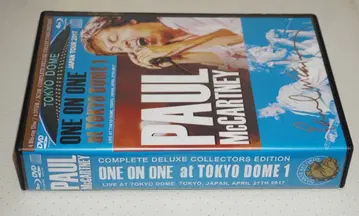 TOKYO DOME
JAPAN TOUR 2017
ONE ON ONE
at TOKYO DOME 1
PAUL
McCARTNEY
DVD
PAUL
McCARTNEY
COMPLETE DELUXE COLLECTORS EDITION
ONE ON ONE at TOKYO DOME 1
LIVE AT TOKYO DOME, TOKYO, JAPAN, APRIL 27TH 2017